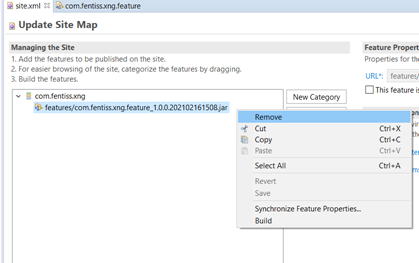 site.xml com.fentiss.xng.feature
Update Site Map
Managing the Site
1. Add the features to be published on the site.
2. For easier browsing of the site, categorize the features by dragging.
3. Build the features.
com.fentiss.xng
features/com.fentiss.xng.feature_1.0.0.202102161508.jar
New Category
Feature Proper
Properties for the
URL*: features/
This feature is
Remove
Cut Ctrl+X
Copy Ctrl+C
Paste Ctrl+V
Select All Ctrl+A
Revert
Save
Synchronize Feature Properties...
Build